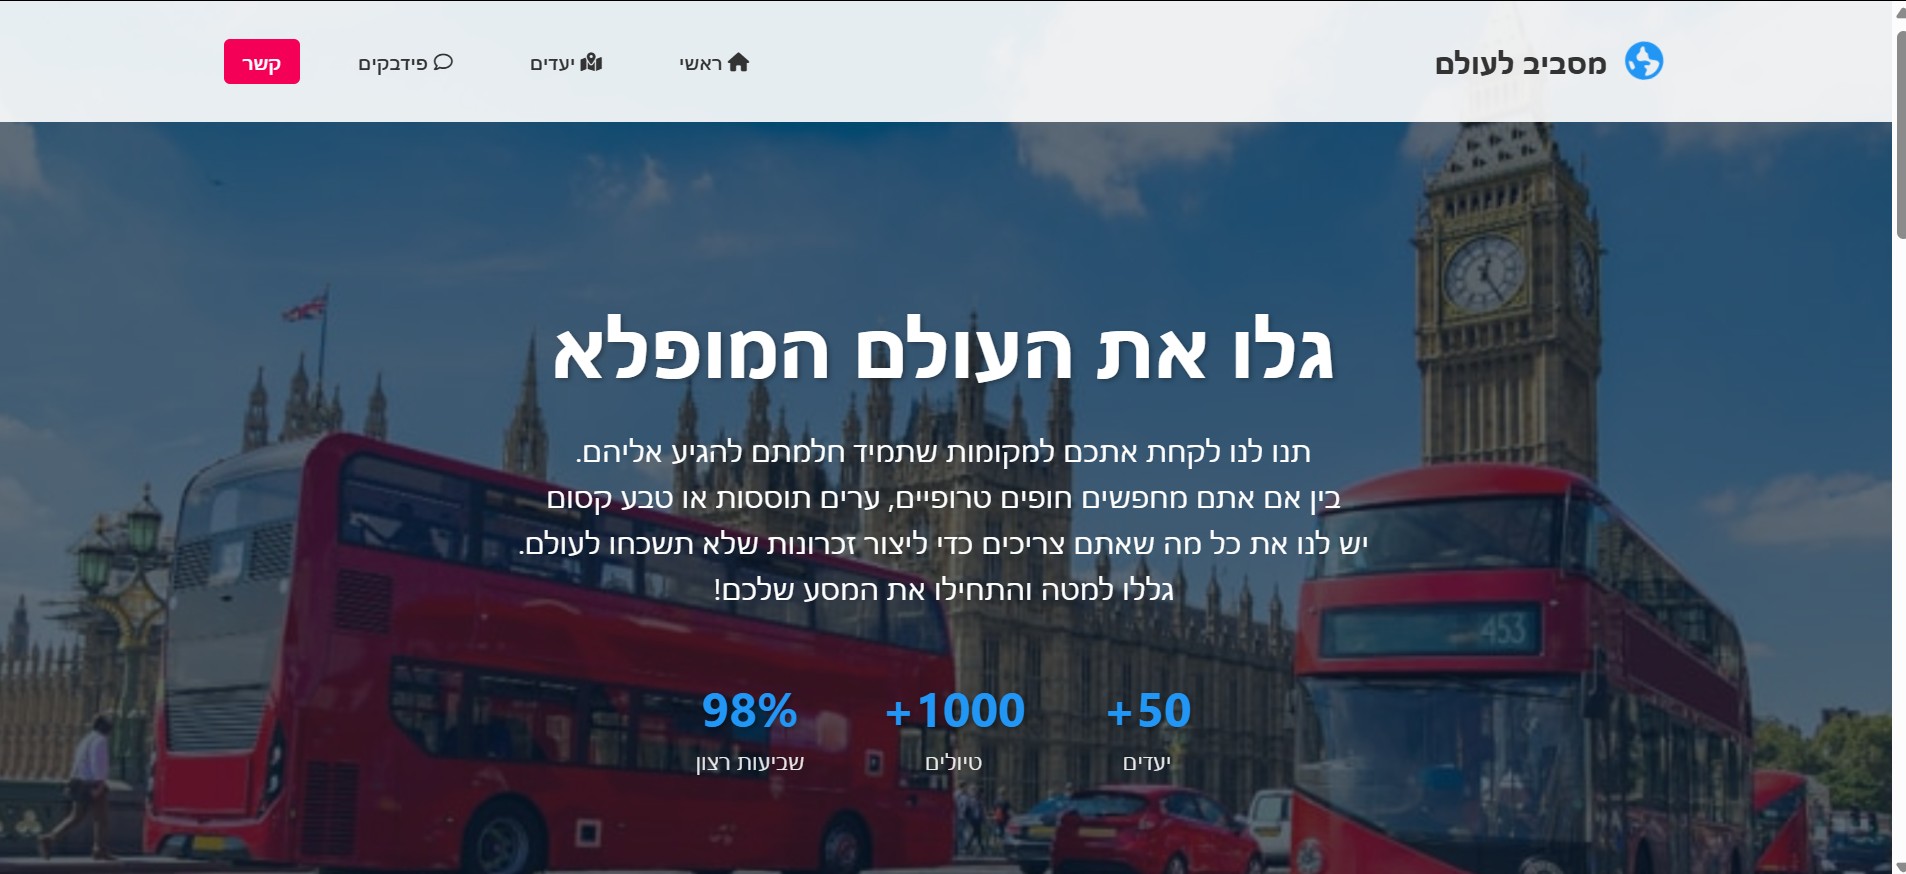 מסביב לעולם
ראשי
יעדים
פידבקים
קשר
גלו את העולם המופלא
תנו לנו לקחת אתכם למקומות שתמיד חלמתם להגיע אליהם.
בין אם אתם מחפשים חופים טרופיים, ערים תוססות או טבע קסום
יש לנו את כל מה שאתם צריכים כדי ליצור זכרונות שלא תשכחו לעולם.
גללו למטה והתחילו את המסע שלכם!
50+
יעדים
1000+
טיולים
98%
שביעות רצון
453